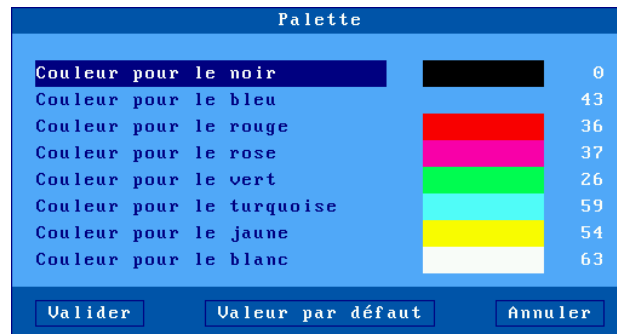 Palette
Couleur pour le noir 0
Couleur pour le bleu 43
Couleur pour le rouge 36
Couleur pour le rose 37
Couleur pour le vert 26
Couleur pour le turquoise 59
Couleur pour le jaune 54
Couleur pour le blanc 63
Valider Valeur par défaut Annuler